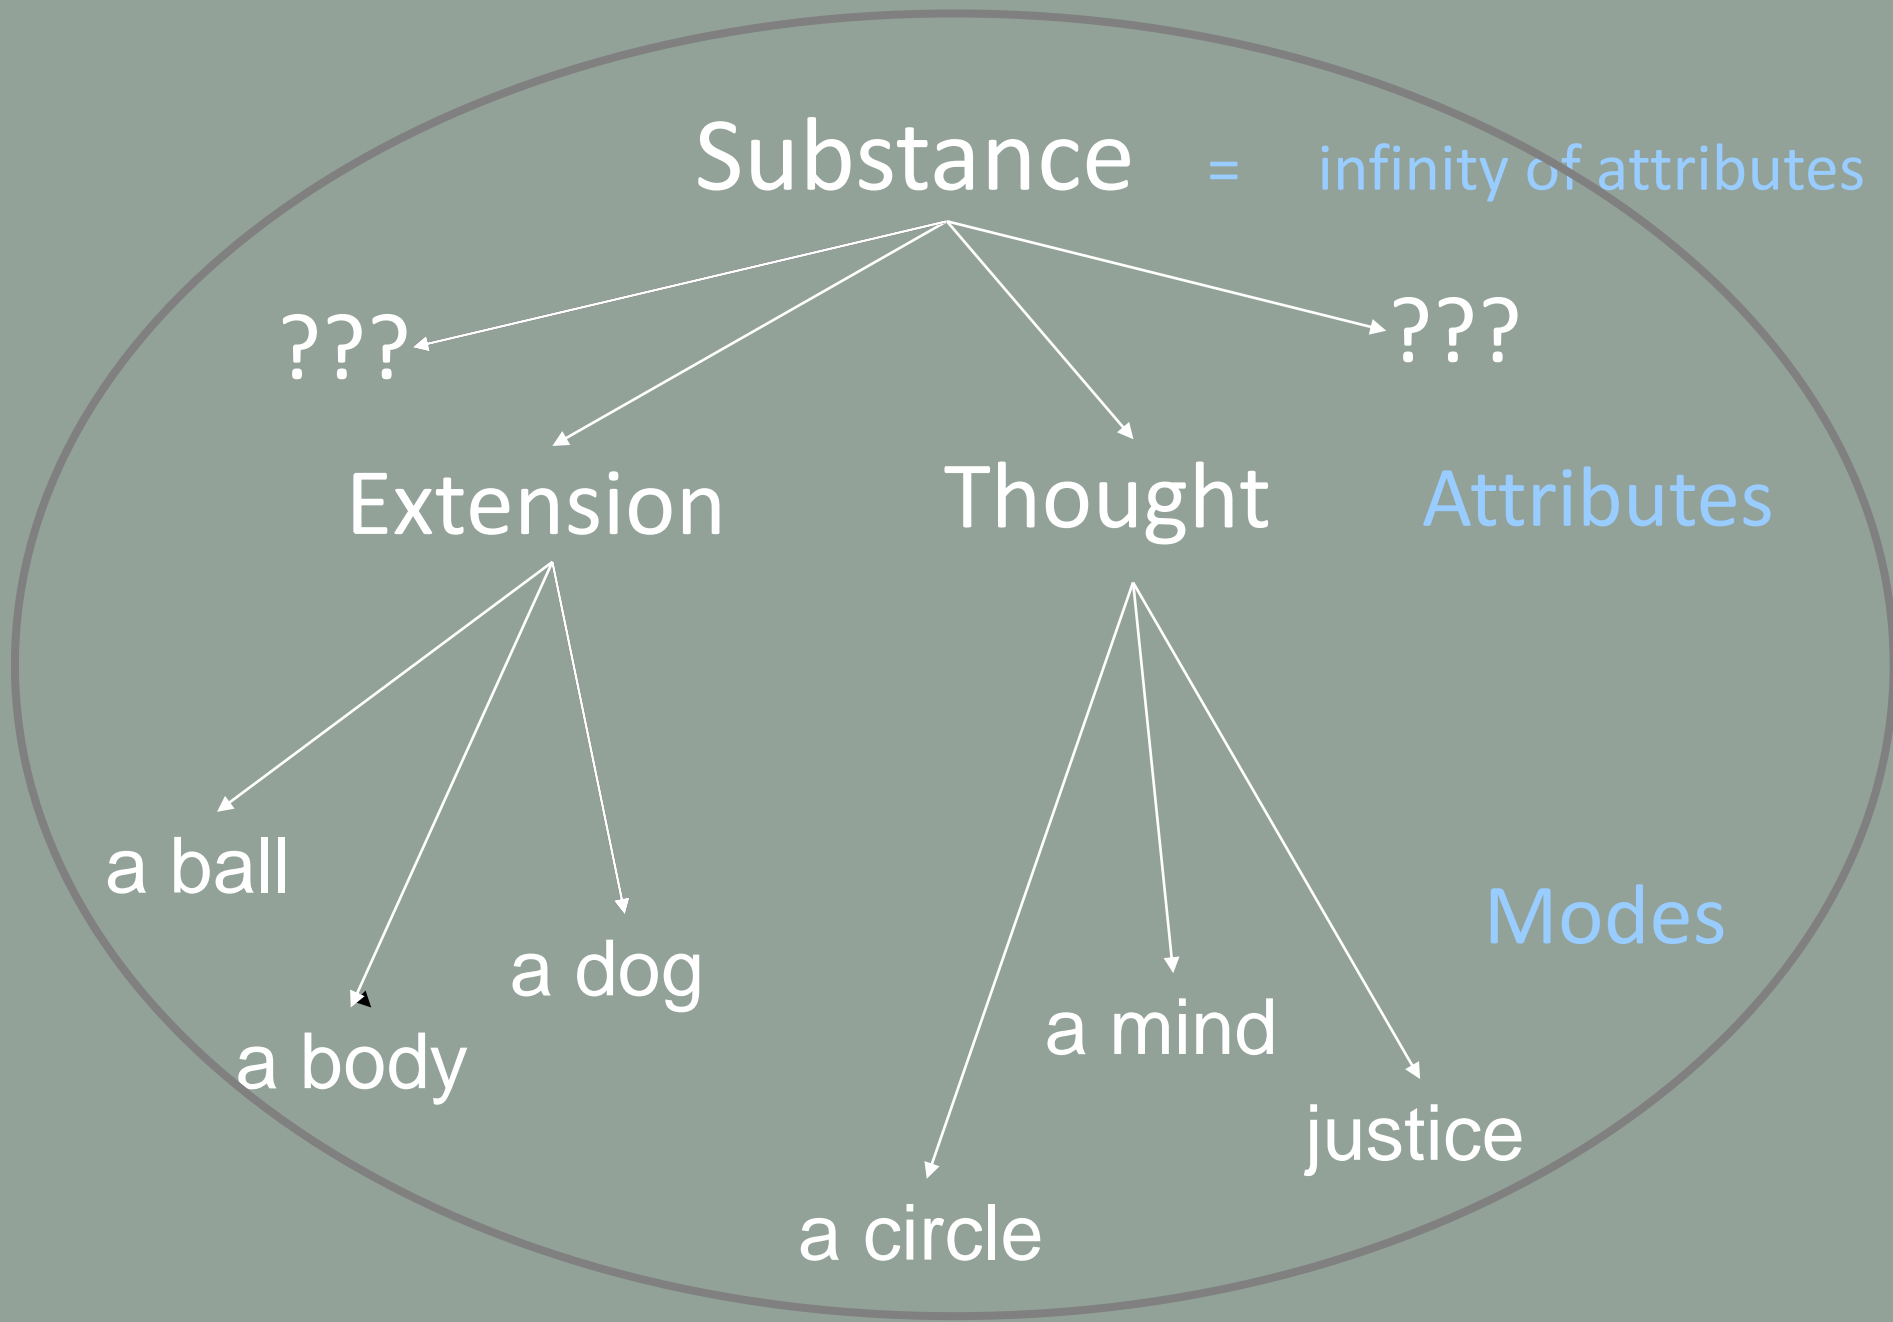 Substance = infinity of attributes
??? ???
Extension Thought Attributes
a ball
Modes
a dog
a mind
a body
justice
a circle